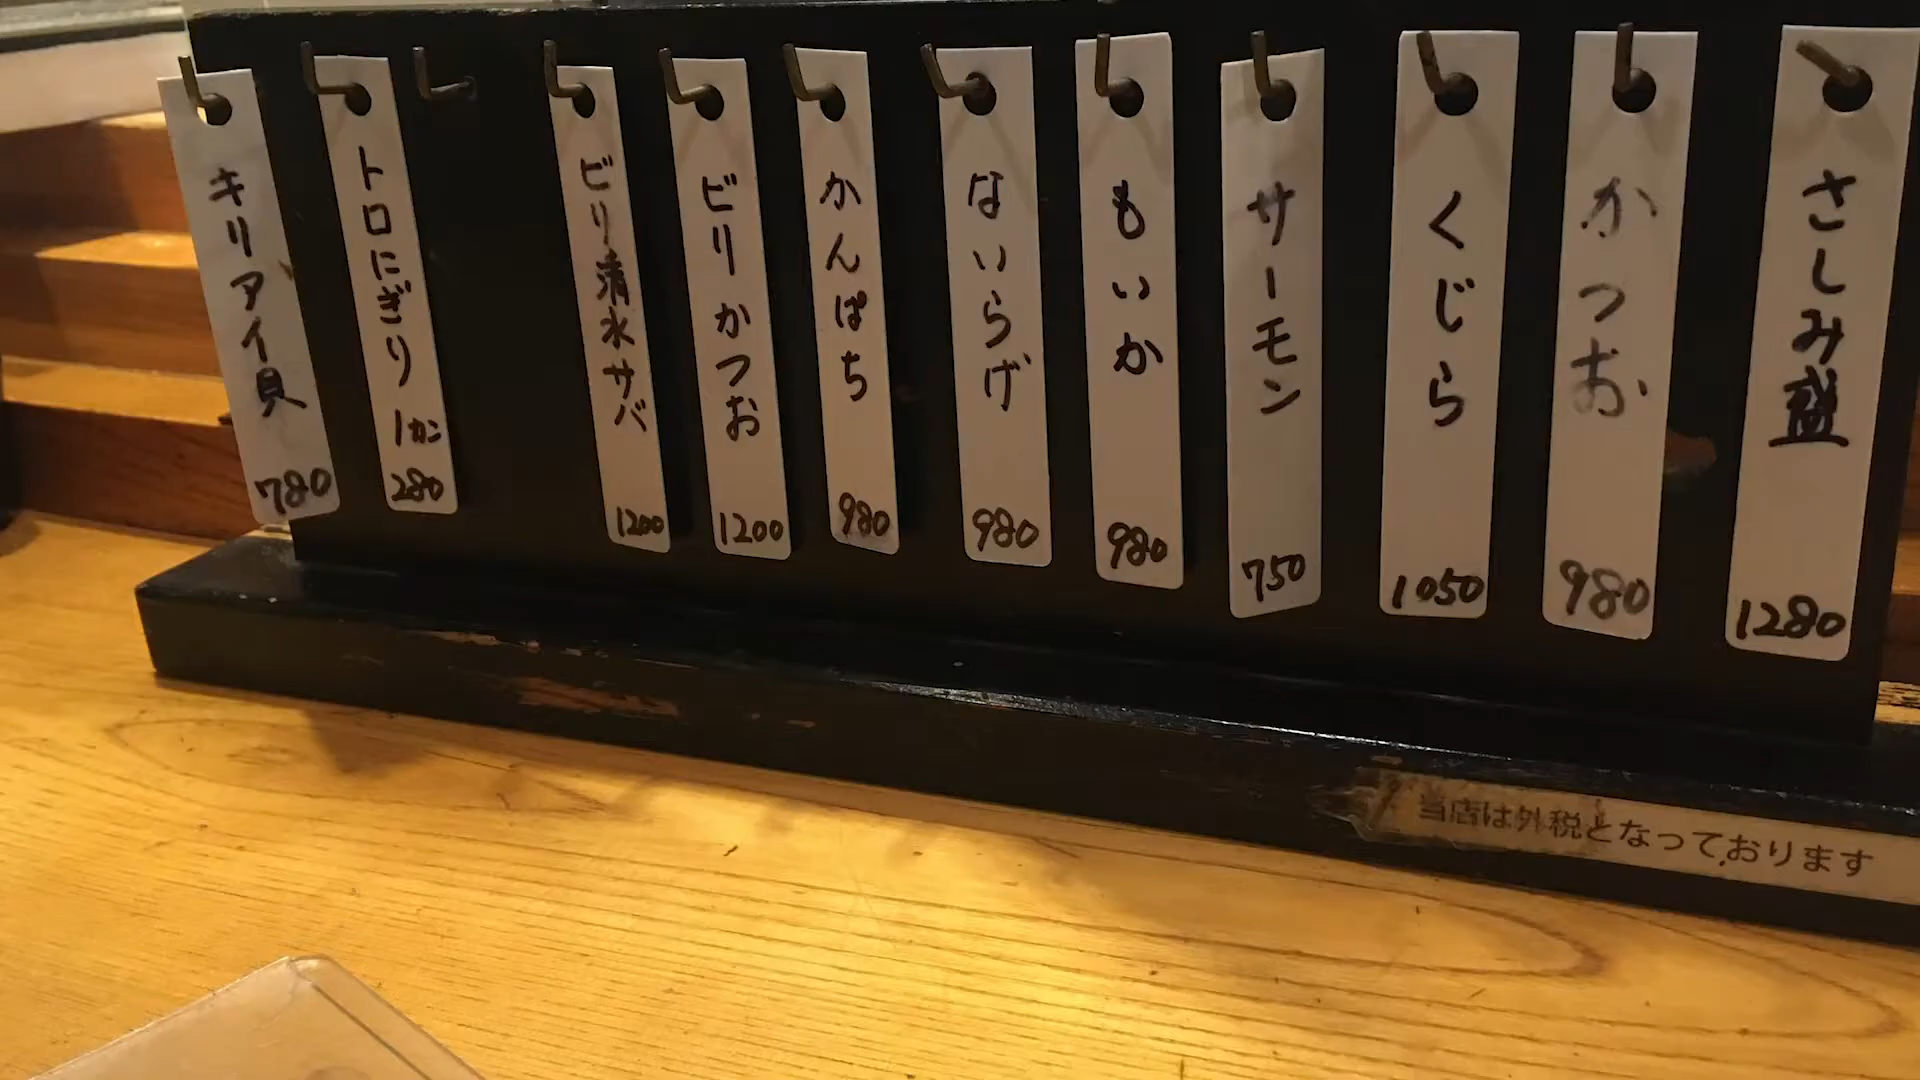 さしみ盛 1280
かつお 980
くじら 1050
サーモン 750
もいか 980
ないらげ 980
かんぱち 980
ビリかつお 1200
ビリ清水サバ 1200
トロにぎり 1カン 280
キリアイ貝 780
当店は外税となっております